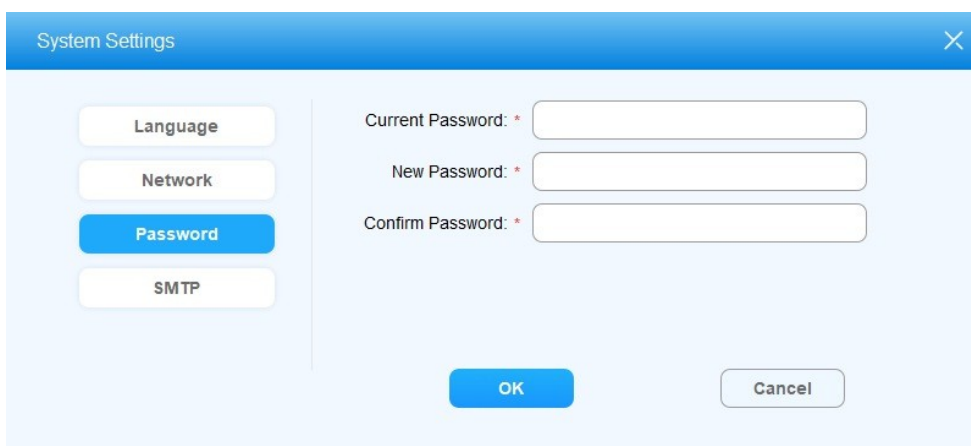 System Settings
Language
Network
Password
SMTP
Current Password: *
New Password: *
Confirm Password: *
OK
Cancel